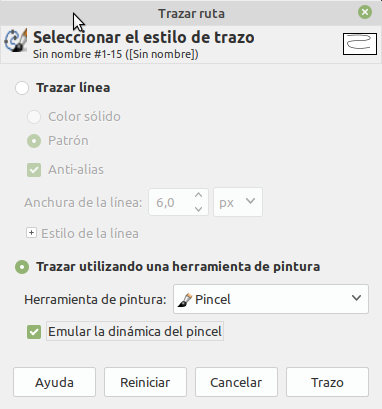 Trazar ruta
Seleccionar el estilo de trazo
Sin nombre #1-15 ([Sin nombre])
Trazar línea
Color sólido
Patrón
Anti-alias
Anchura de la línea: 6,0 px
Estilo de la línea
Trazar utilizando una herramienta de pintura
Herramienta de pintura: Pincel
Emular la dinámica del pincel
Ayuda Reiniciar Cancelar Trazo